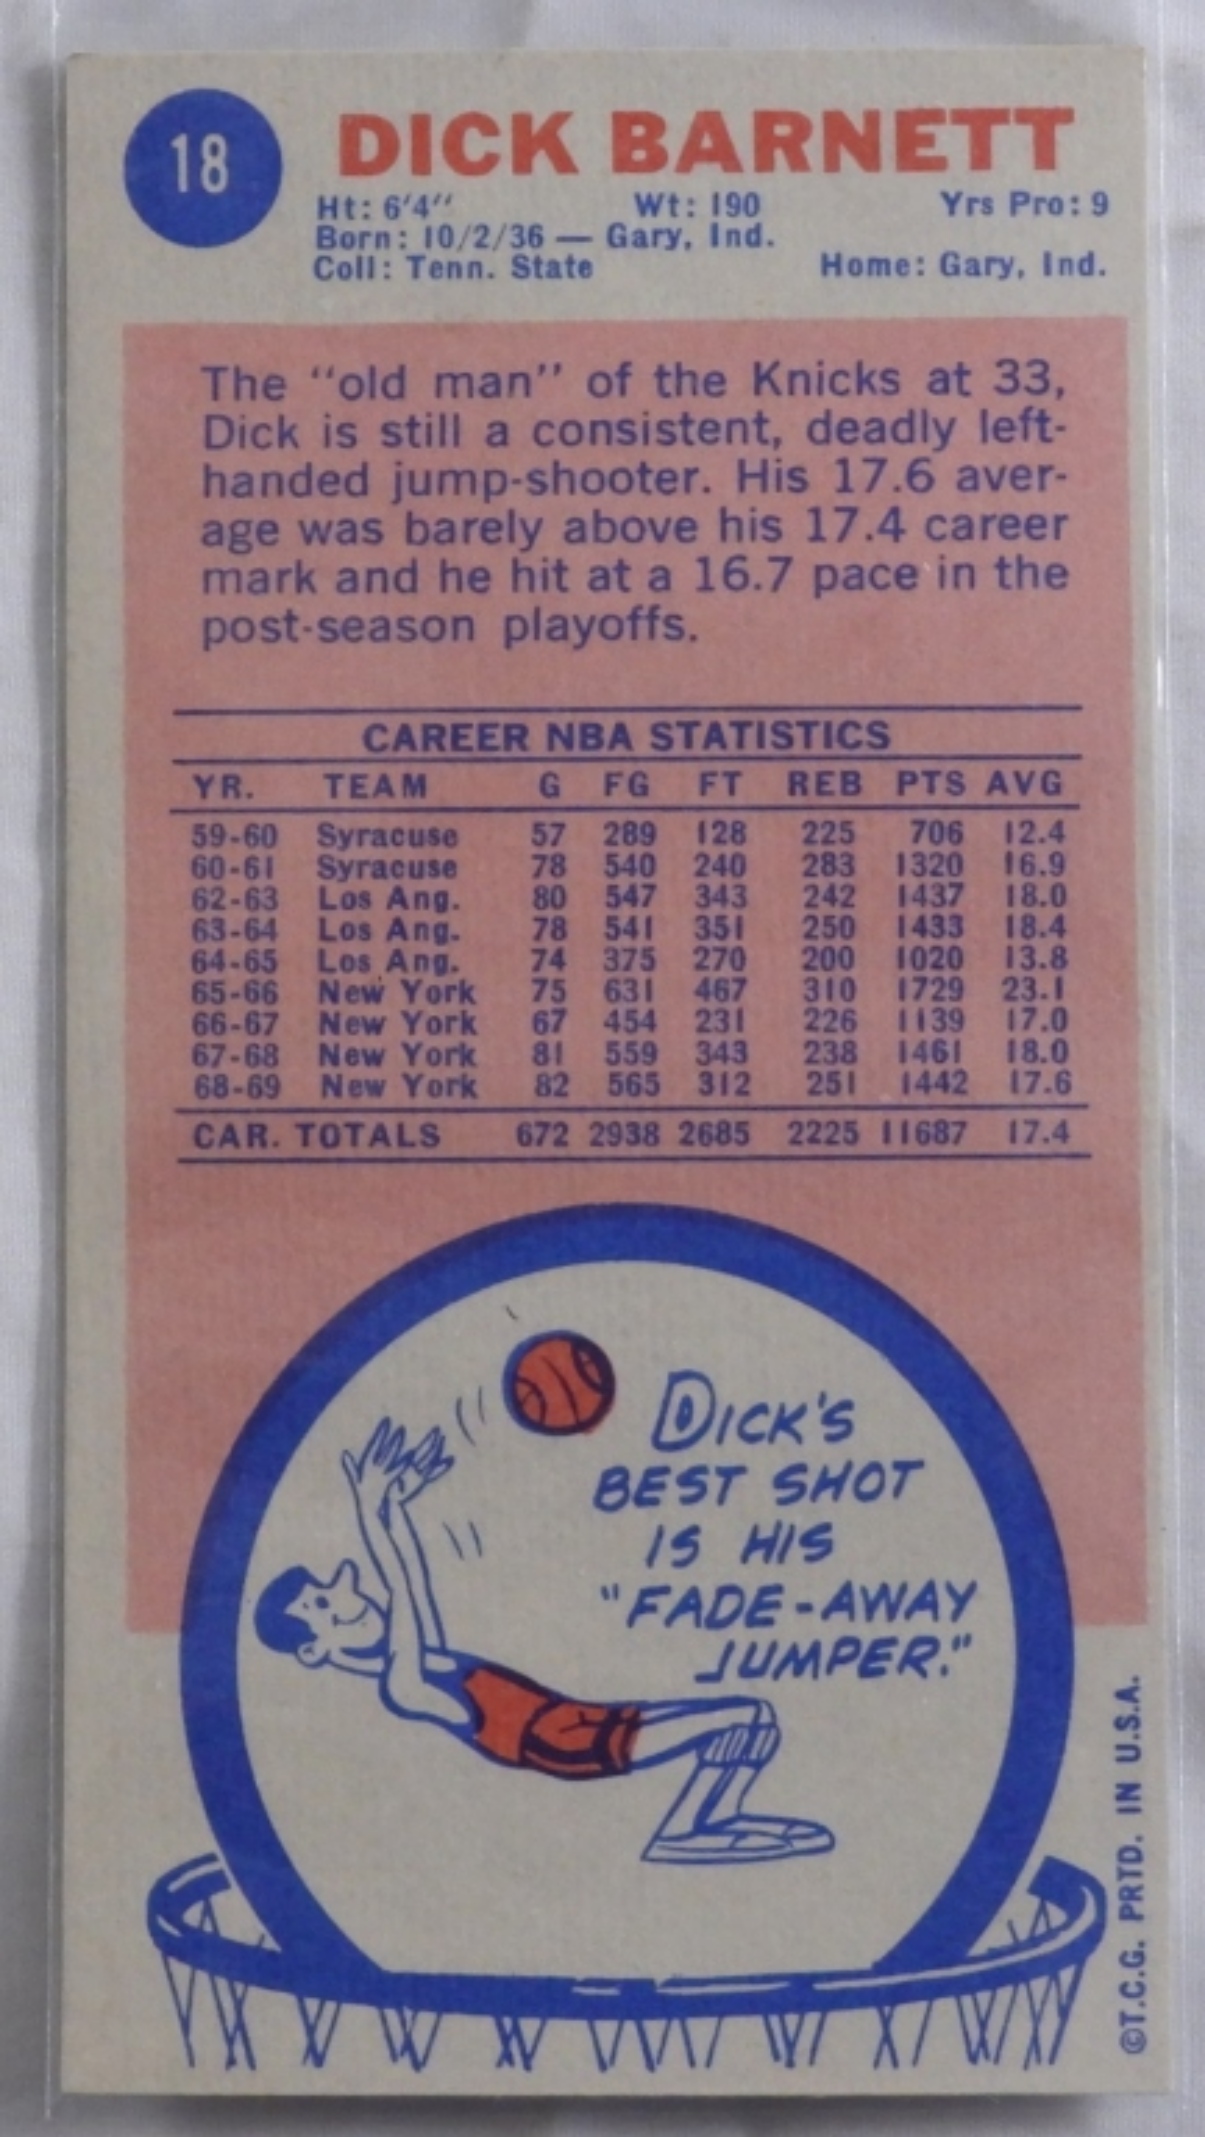 18
DICK BARNETT
Ht: 6'4" Wt: 190 Yrs Pro: 9
Born: 10/2/36 — Gary, Ind.
Coll: Tenn. State Home: Gary, Ind.
The "old man" of the Knicks at 33,
Dick is still a consistent, deadly left-
handed jump-shooter. His 17.6 aver-
age was barely above his 17.4 career
mark and he hit at a 16.7 pace in the
post-season playoffs.
CAREER NBA STATISTICS
YR. TEAM G FG FT REB PTS AVG
59-60 Syracuse 57 289 128 225 706 12.4
60-61 Syracuse 78 540 240 283 1320 16.9
62-63 Los Ang. 80 547 343 242 1437 18.0
63-64 Los Ang. 78 541 351 250 1433 18.4
64-65 Los Ang. 74 375 270 200 1020 13.8
65-66 New York 75 631 467 310 1729 23.1
66-67 New York 67 454 231 226 1139 17.0
67-68 New York 81 559 343 238 1461 18.0
68-69 New York 82 565 312 251 1442 17.6
CAR. TOTALS 672 2938 2685 2225 11687 17.4
DICK'S
BEST SHOT
IS HIS
"FADE-AWAY
JUMPER."
©T.C.G. PRTD. IN U.S.A.